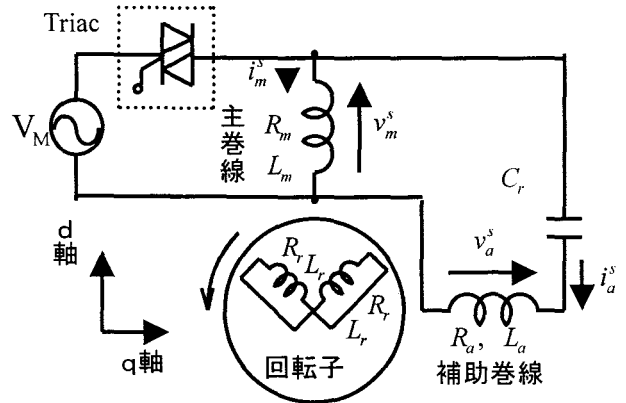 Triac
V_M
i_m^s
主巻線
R_m
L_m
v_m^s
C_r
d軸
q軸
R_r
L_r
L_r
R_r
回転子
v_a^s
i_a^s
R_a, L_a
補助巻線